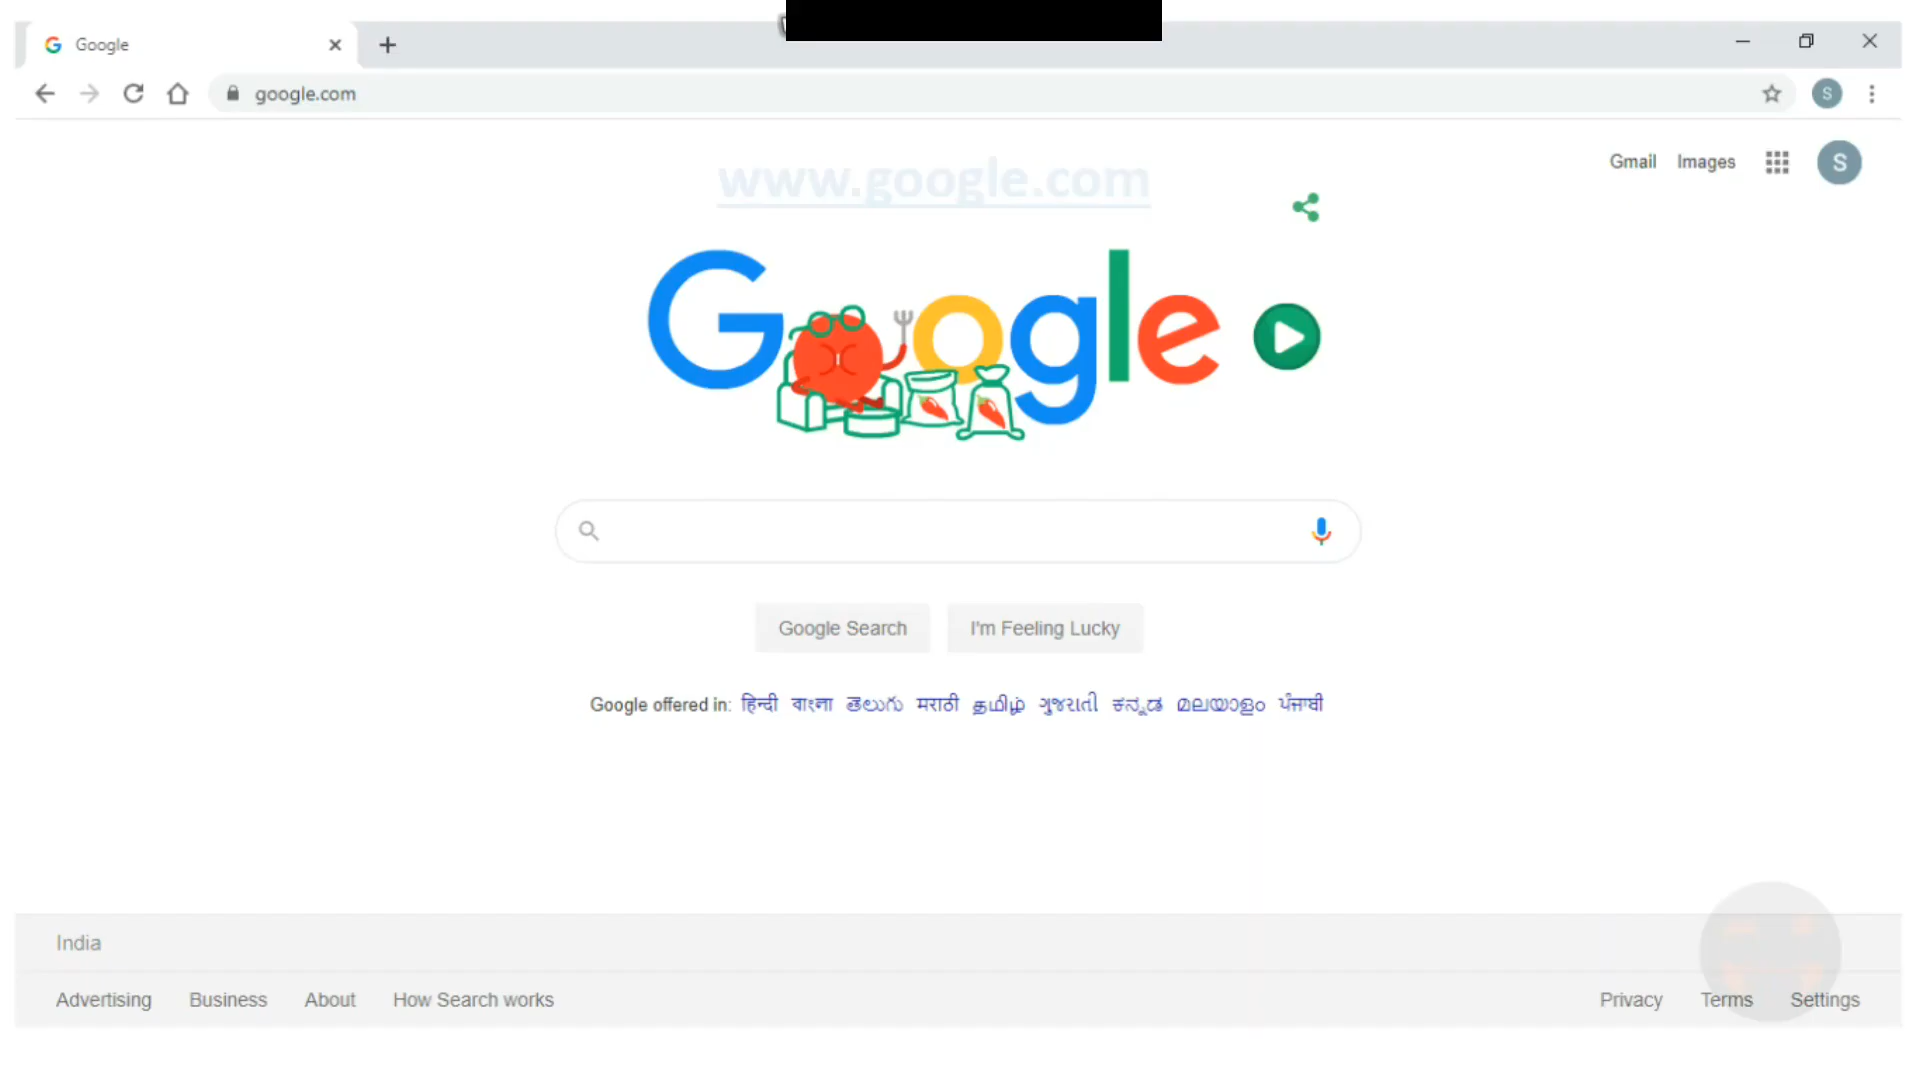 Google
google.com
S
www.google.com
Gmail Images
S
Google
Google Search I'm Feeling Lucky
Google offered in: हिन्दी বাংলা తెలుగు मराठी தமிழ் ગુજરાતી ಕನ್ನಡ മലയാളം ਪੰਜਾਬੀ
India
Advertising Business About How Search works
Privacy Terms Settings